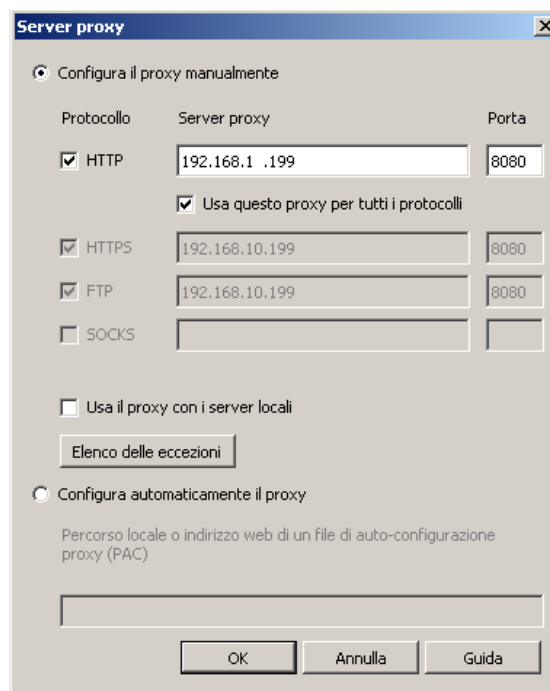 Server proxy
Configura il proxy manualmente
Protocollo Server proxy Porta
HTTP 192.168.1 .199 8080
Usa questo proxy per tutti i protocolli
HTTPS 192.168.10.199 8080
FTP 192.168.10.199 8080
SOCKS
Usa il proxy con i server locali
Elenco delle eccezioni
Configura automaticamente il proxy
Percorso locale o indirizzo web di un file di auto-configurazione
proxy (PAC)
OK Annulla Guida